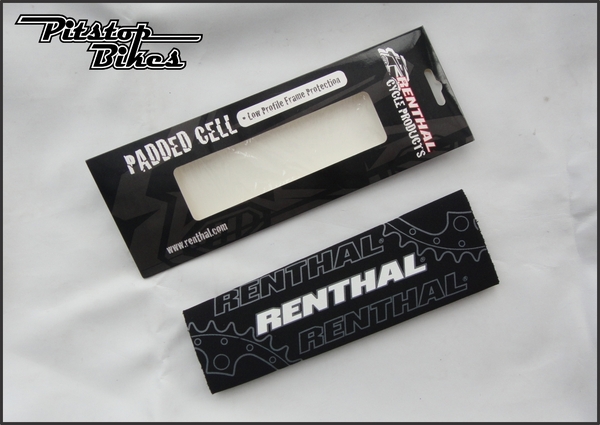 Pitstop
Bikes
RENTHAL
CYCLE PRODUCTS
PADDED CELL
• Low Profile Frame Protection
www.renthal.com
RENTHAL®
RENTHAL®
RENTHAL®